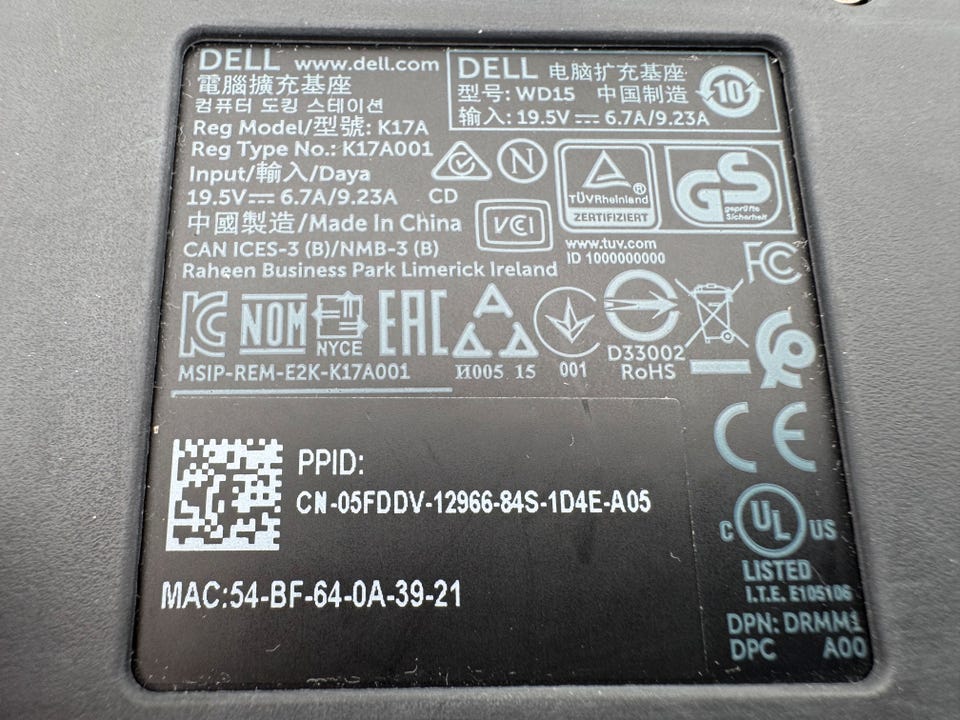 DELL www.dell.com
電腦擴充基座
컴퓨터 도킹 스테이션
Reg Model/型號: K17A
Reg Type No.: K17A001
Input/輸入/Daya
19.5V⎓6.7A/9.23A CD
中國製造/Made In China
CAN ICES-3 (B)/NMB-3 (B)
Raheen Business Park Limerick Ireland
DELL 电脑扩充基座
型号: WD15 中国制造
输入: 19.5V⎓6.7A/9.23A
10
N
VCI
TÜVRheinland
ZERTIFIZIERT
GS
geprüfte
Sicherheit
www.tuv.com
ID 1000000000
FC
KC NOM NYCE EAC
MSIP-REM-E2K-K17A001
И005 15
001
D33002
RoHS
CE
PPID:
CN-05FDDV-12966-84S-1D4E-A05
MAC:54-BF-64-0A-39-21
C UL US
LISTED
I.T.E. E105106
DPN: DRMM1
DPC A00